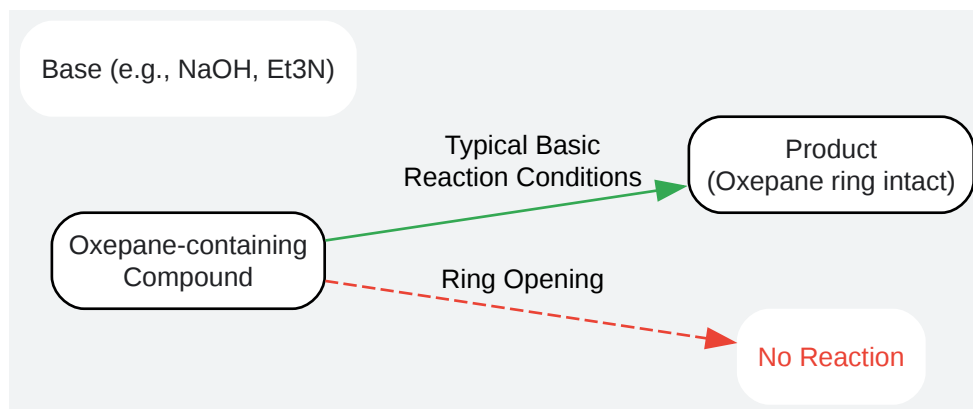 Base (e.g., NaOH, Et3N)
Typical Basic
Reaction Conditions
Product
(Oxepane ring intact)
Oxepane-containing
Compound
Ring Opening
No Reaction